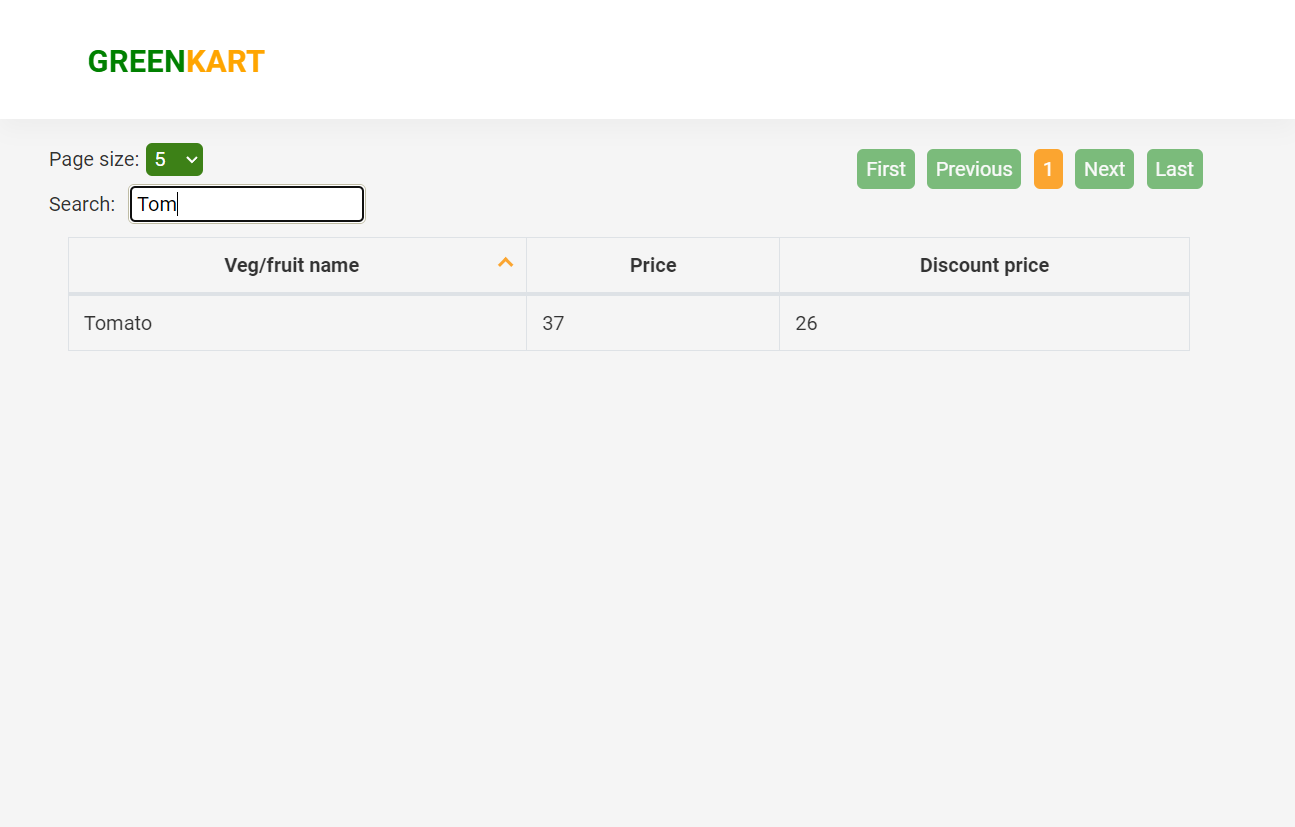 GREENKART
Page size: 5
First Previous 1 Next Last
Search: Tom
Veg/fruit name Price Discount price
Tomato 37 26